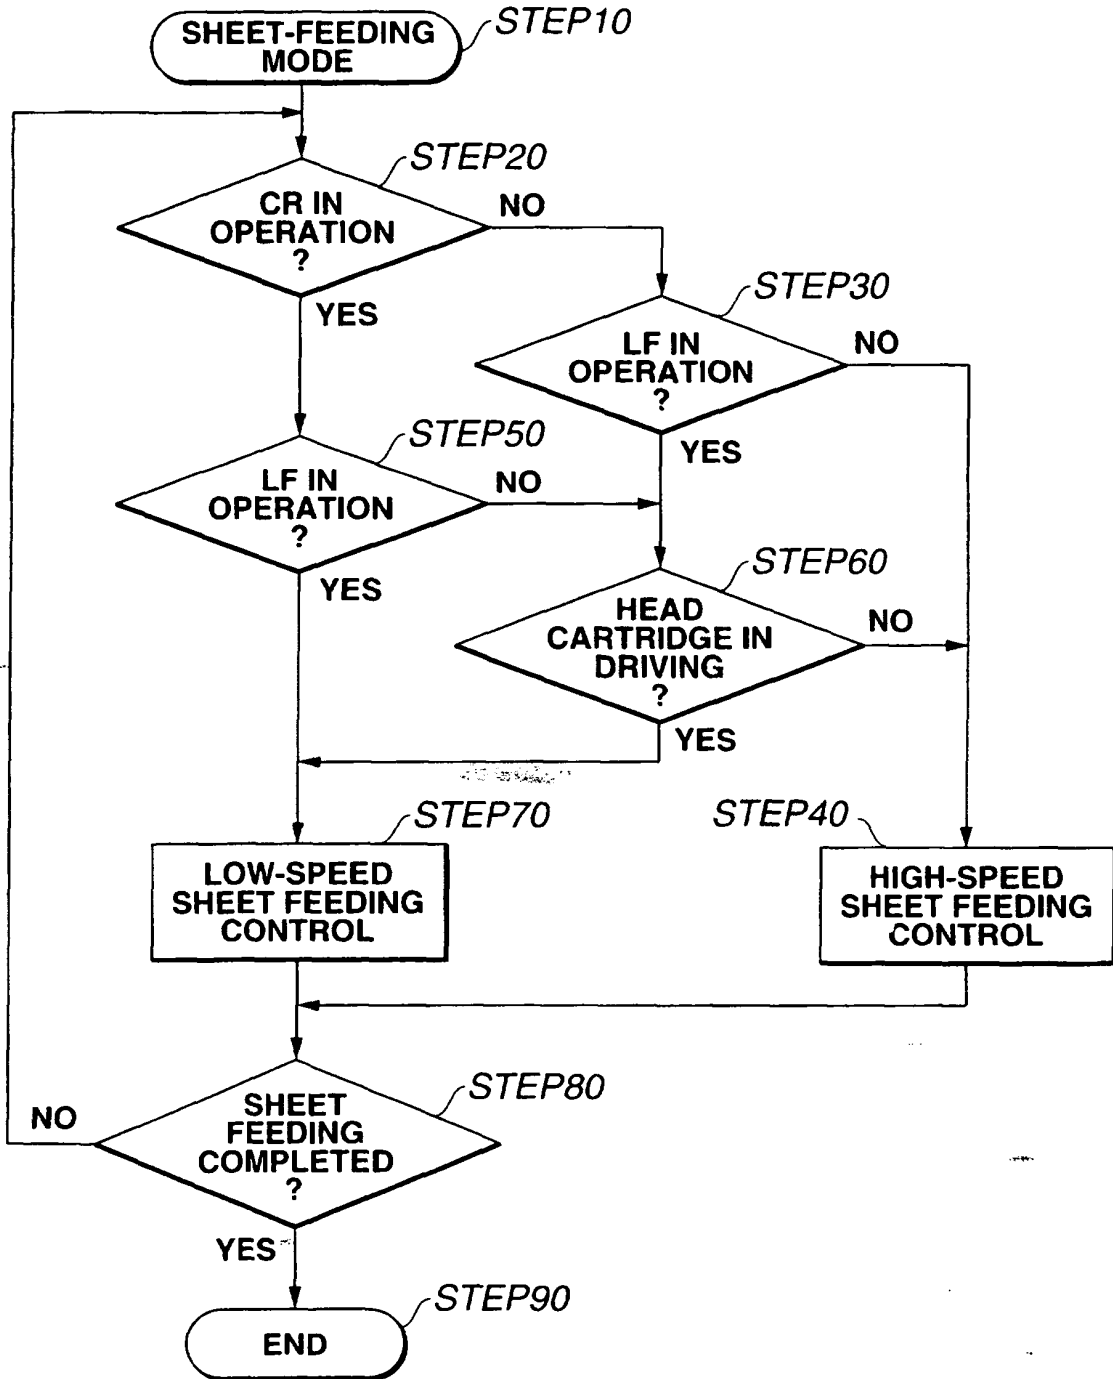 SHEET-FEEDING
MODE
STEP10
STEP20
CR IN
OPERATION
?
NO
YES
STEP30
LF IN
OPERATION
?
NO
YES
STEP50
LF IN
OPERATION
?
NO
YES
STEP60
HEAD
CARTRIDGE IN
DRIVING
?
NO
YES
STEP70
LOW-SPEED
SHEET FEEDING
CONTROL
STEP40
HIGH-SPEED
SHEET FEEDING
CONTROL
STEP80
SHEET
FEEDING
COMPLETED
?
NO
YES
STEP90
END